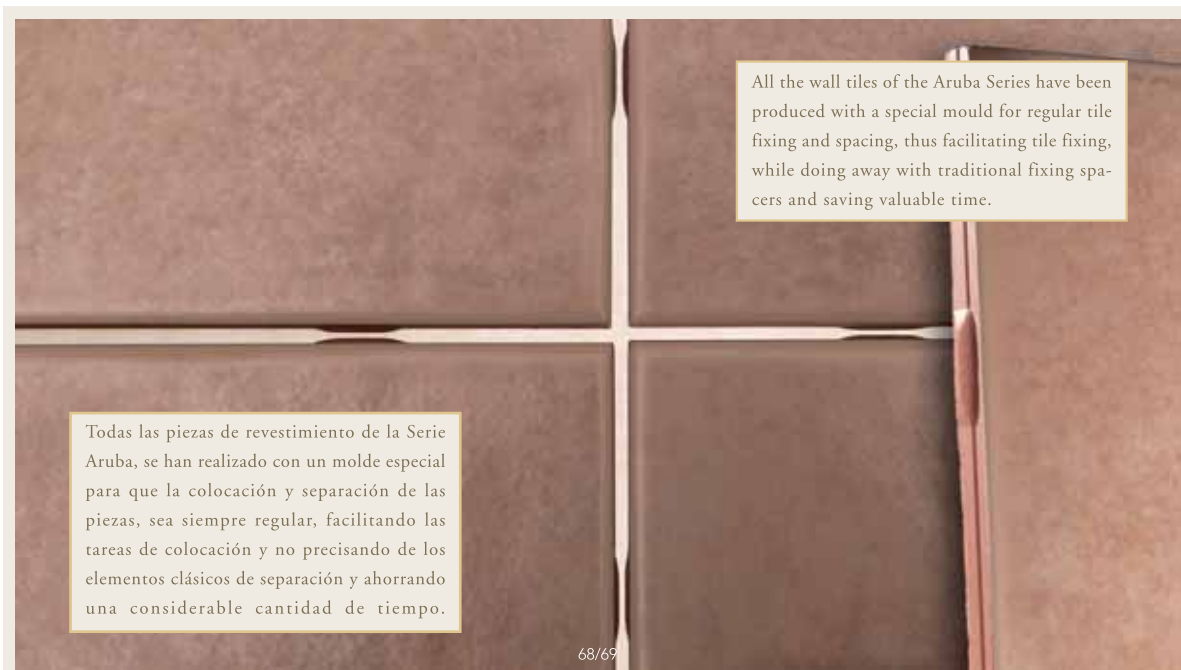 All the wall tiles of the Aruba Series have been
produced with a special mould for regular tile
fixing and spacing, thus facilitating tile fixing,
while doing away with traditional fixing spa-
cers and saving valuable time.
Todas las piezas de revestimiento de la Serie
Aruba, se han realizado con un molde especial
para que la colocación y separación de las
piezas, sea siempre regular, facilitando las
tareas de colocación y no precisando de los
elementos clásicos de separación y ahorrando
una considerable cantidad de tiempo.
68/69